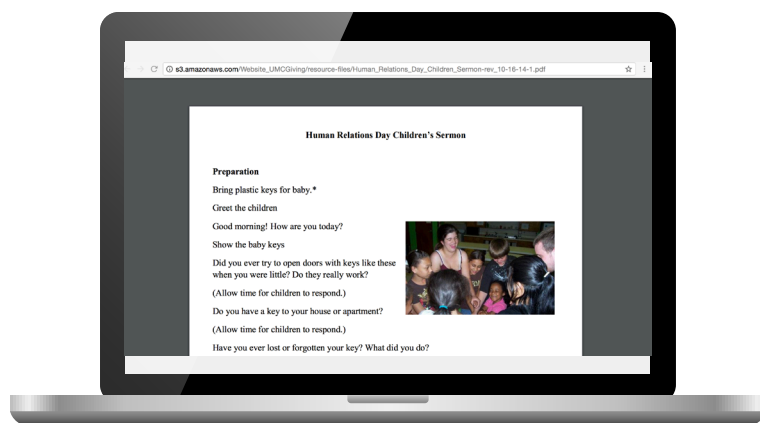 s3.amazonaws.com/Website_UMCGiving/resource-files/Human_Relations_Day_Children_Sermon-rev_10-16-14-1.pdf
Human Relations Day Children's Sermon
Preparation
Bring plastic keys for baby.*
Greet the children
Good morning! How are you today?
Show the baby keys
Did you ever try to open doors with keys like these
when you were little? Do they really work?
(Allow time for children to respond.)
Do you have a key to your house or apartment?
(Allow time for children to respond.)
Have you ever lost or forgotten your key? What did you do?